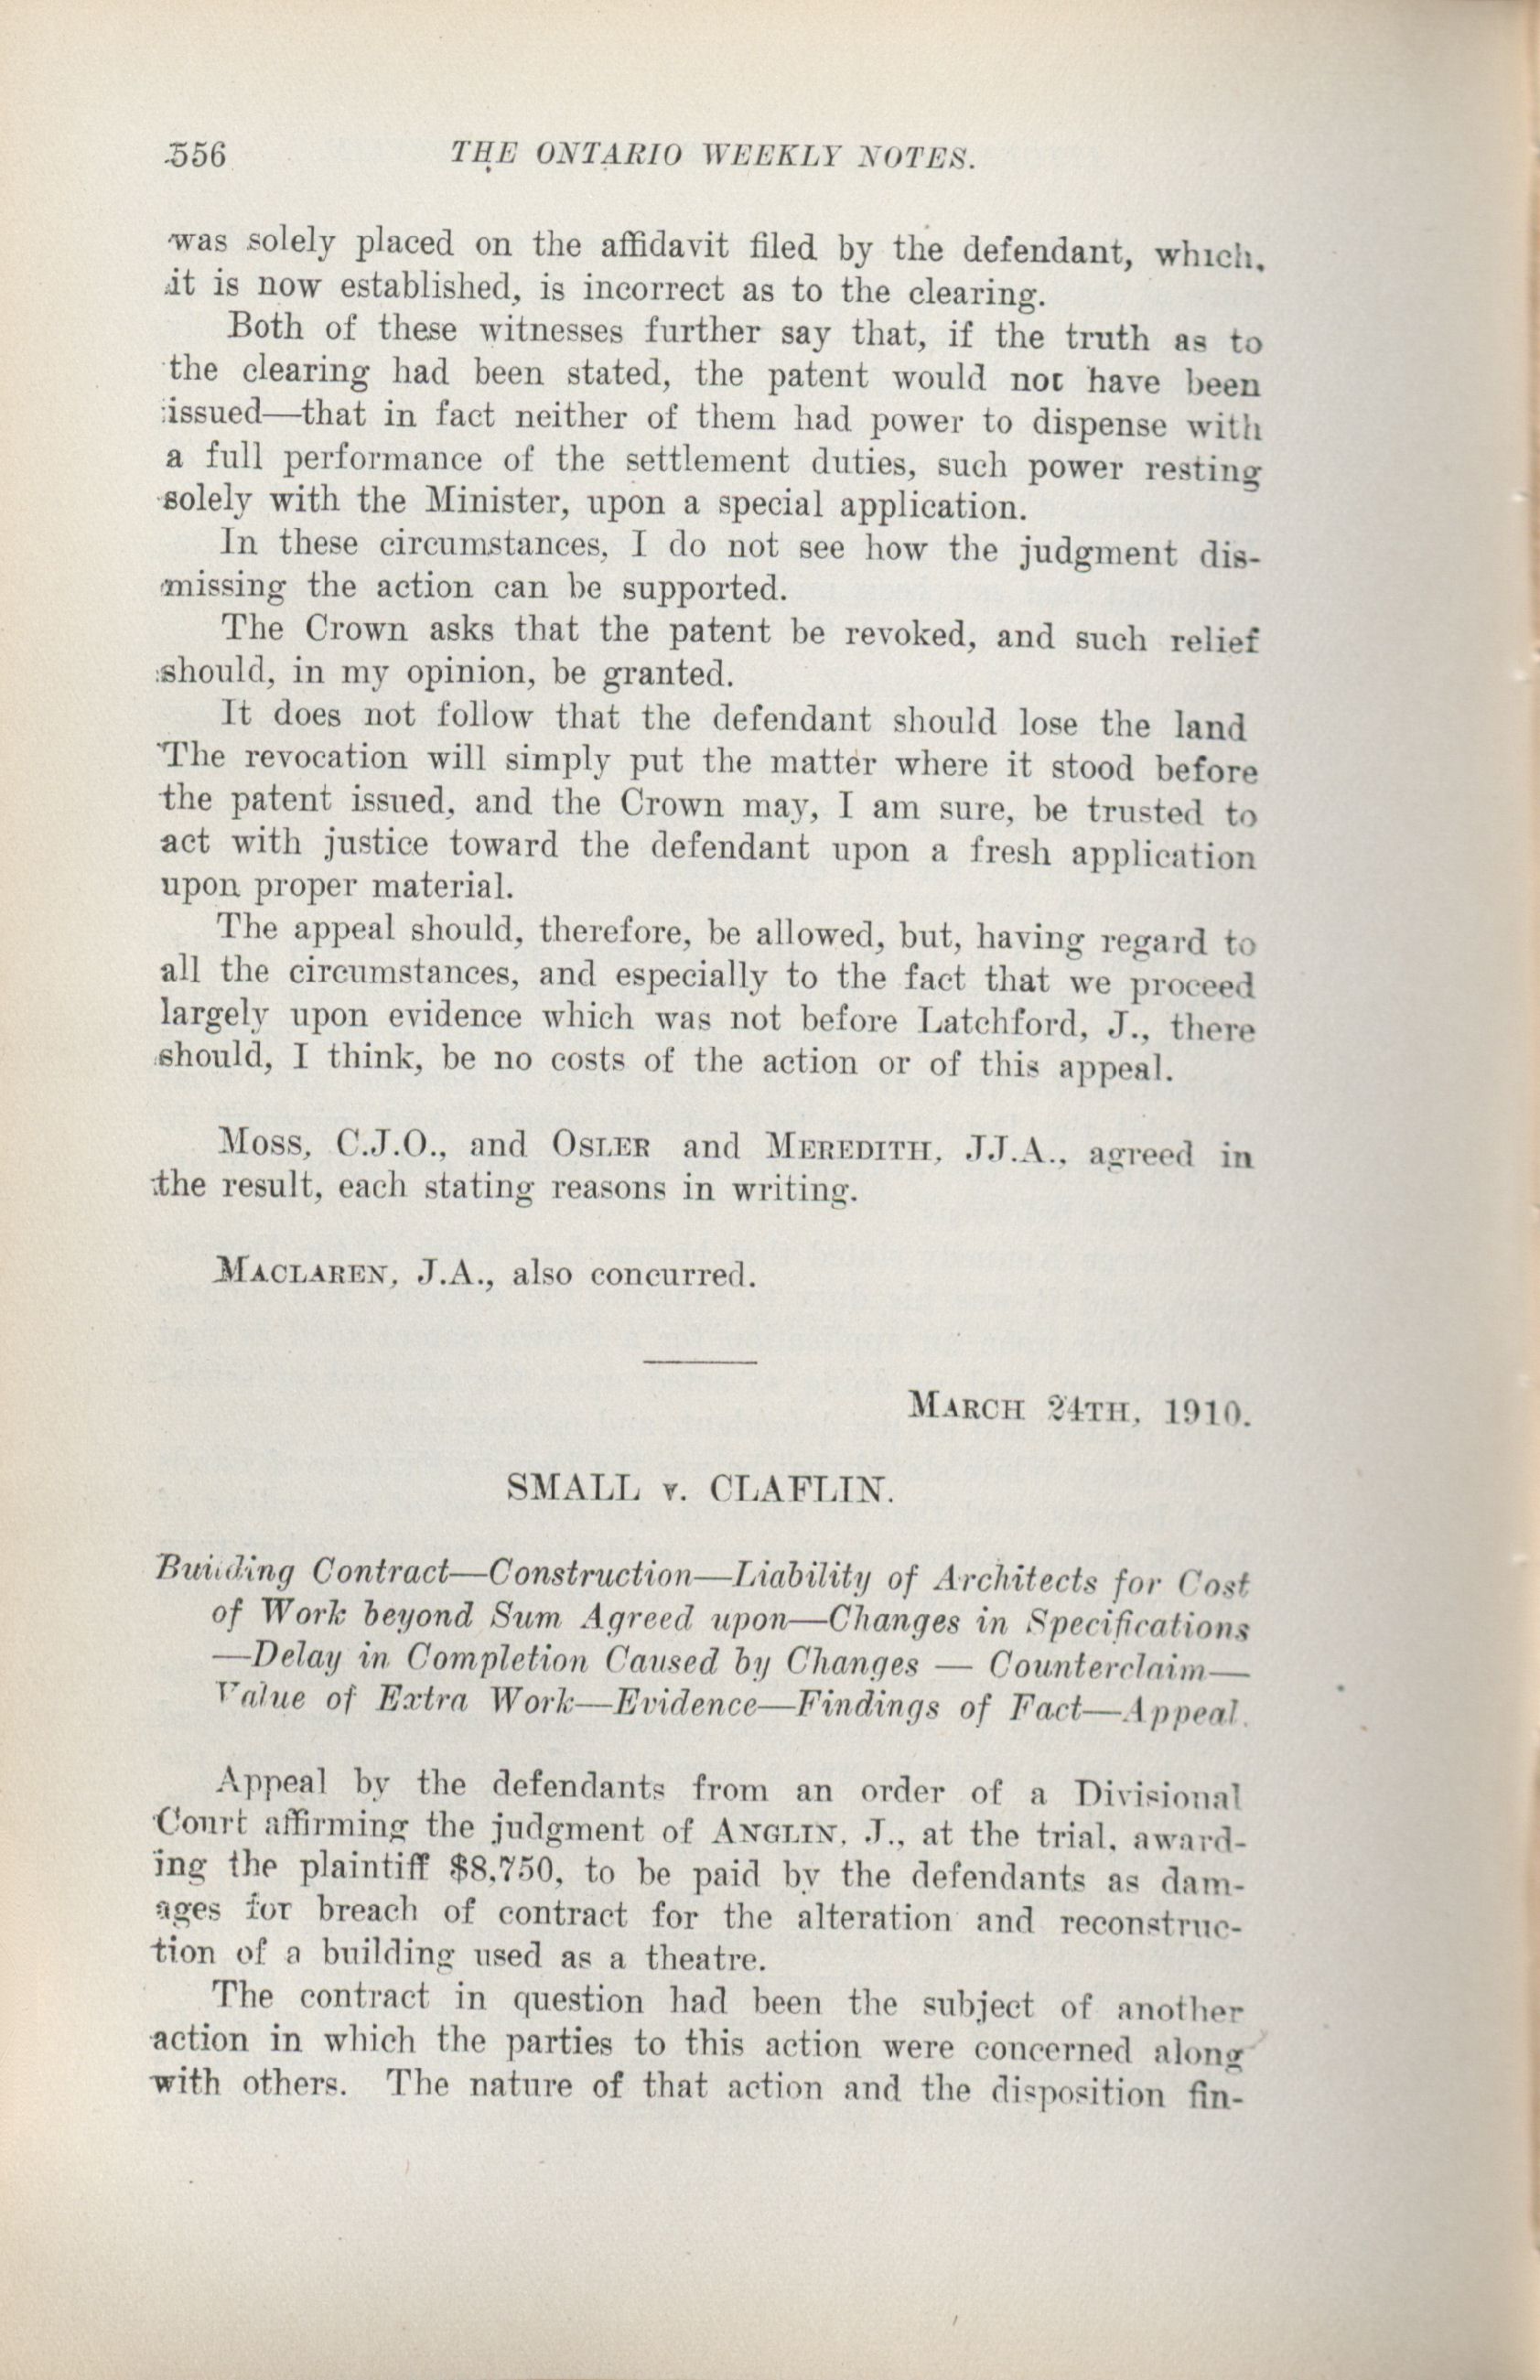 556 THE ONTARIO WEEKLY NOTES.
was solely placed on the affidavit filed by the defendant, which,
it is now established, is incorrect as to the clearing.
Both of these witnesses further say that, if the truth as to
the clearing had been stated, the patent would not have been
issued—that in fact neither of them had power to dispense with
a full performance of the settlement duties, such power resting
solely with the Minister, upon a special application.
In these circumstances, I do not see how the judgment dis-
missing the action can be supported.
The Crown asks that the patent be revoked, and such relief
should, in my opinion, be granted.
It does not follow that the defendant should lose the land
The revocation will simply put the matter where it stood before
the patent issued, and the Crown may, I am sure, be trusted to
act with justice toward the defendant upon a fresh application
upon proper material.
The appeal should, therefore, be allowed, but, having regard to
all the circumstances, and especially to the fact that we proceed
largely upon evidence which was not before Latchford, J., there
should, I think, be no costs of the action or of this appeal.
Moss, C.J.O., and Osler and Meredith, JJ.A., agreed in
the result, each stating reasons in writing.
Maclaren, J.A., also concurred.
March 24th, 1910.
SMALL v. CLAFLIN.
Building Contract—Construction—Liability of Architects for Cost
of Work beyond Sum Agreed upon—Changes in Specifications
—Delay in Completion Caused by Changes — Counterclaim—
Value of Extra Work—Evidence—Findings of Fact—Appeal.
Appeal by the defendants from an order of a Divisional
Court affirming the judgment of Anglin, J., at the trial, award-
ing the plaintiff $8,750, to be paid by the defendants as dam-
ages for breach of contract for the alteration and reconstruc-
tion of a building used as a theatre.
The contract in question had been the subject of another
action in which the parties to this action were concerned along
with others. The nature of that action and the disposition fin-